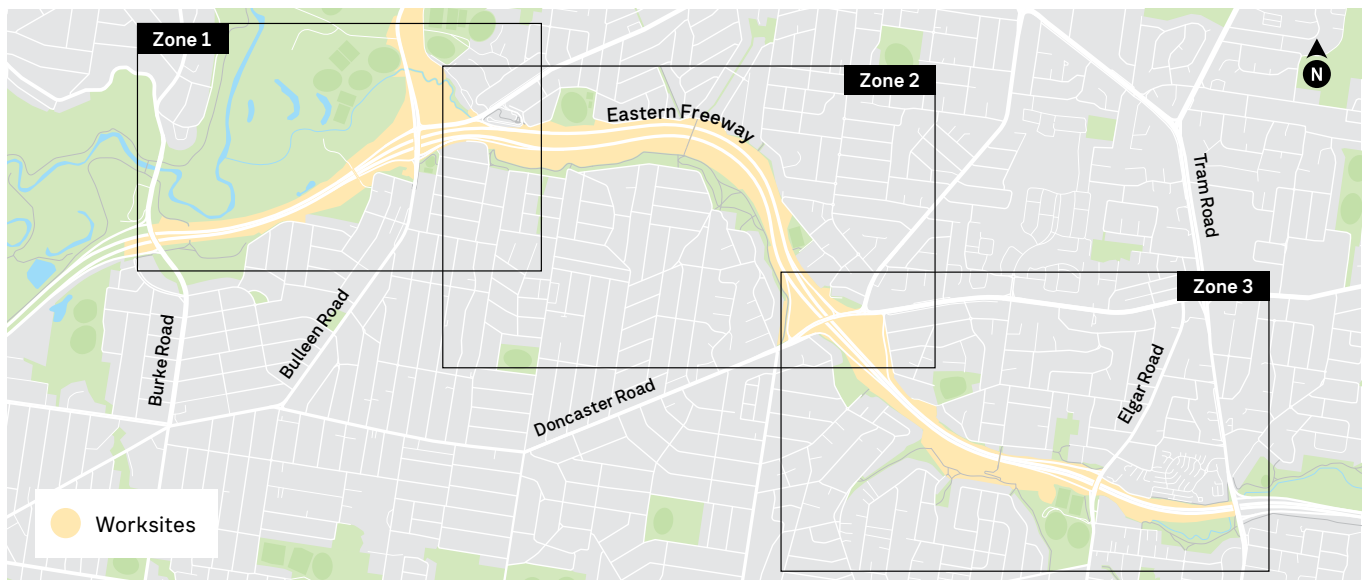 Zone 1
N
Zone 2
Eastern Freeway
Tram Road
Zone 3
Bulleen Road
Burke Road
Elgar Road
Doncaster Road
Worksites